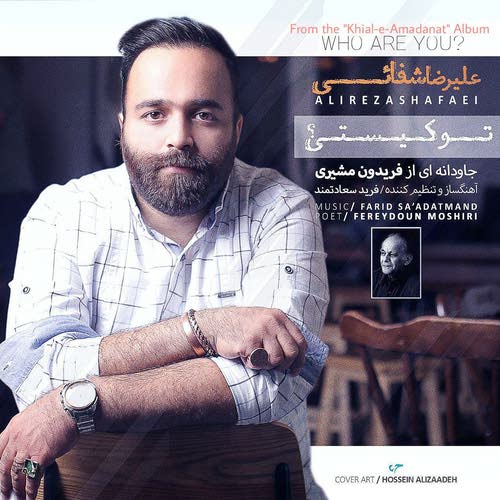 From the "Khial-e-Amadanat" Album
WHO ARE YOU?
علیرضا شفائی
ALIREZASHAFAEI
تو کیستی؟
جاودانه ای از فریدون مشیری
آهنگساز و تنظیم کننده/ فرید سعادتمند
MUSIC/ FARID SA'ADATMAND
POET/ FEREYDOUN MOSHIRI
COVER ART / HOSSEIN ALIZAADEH